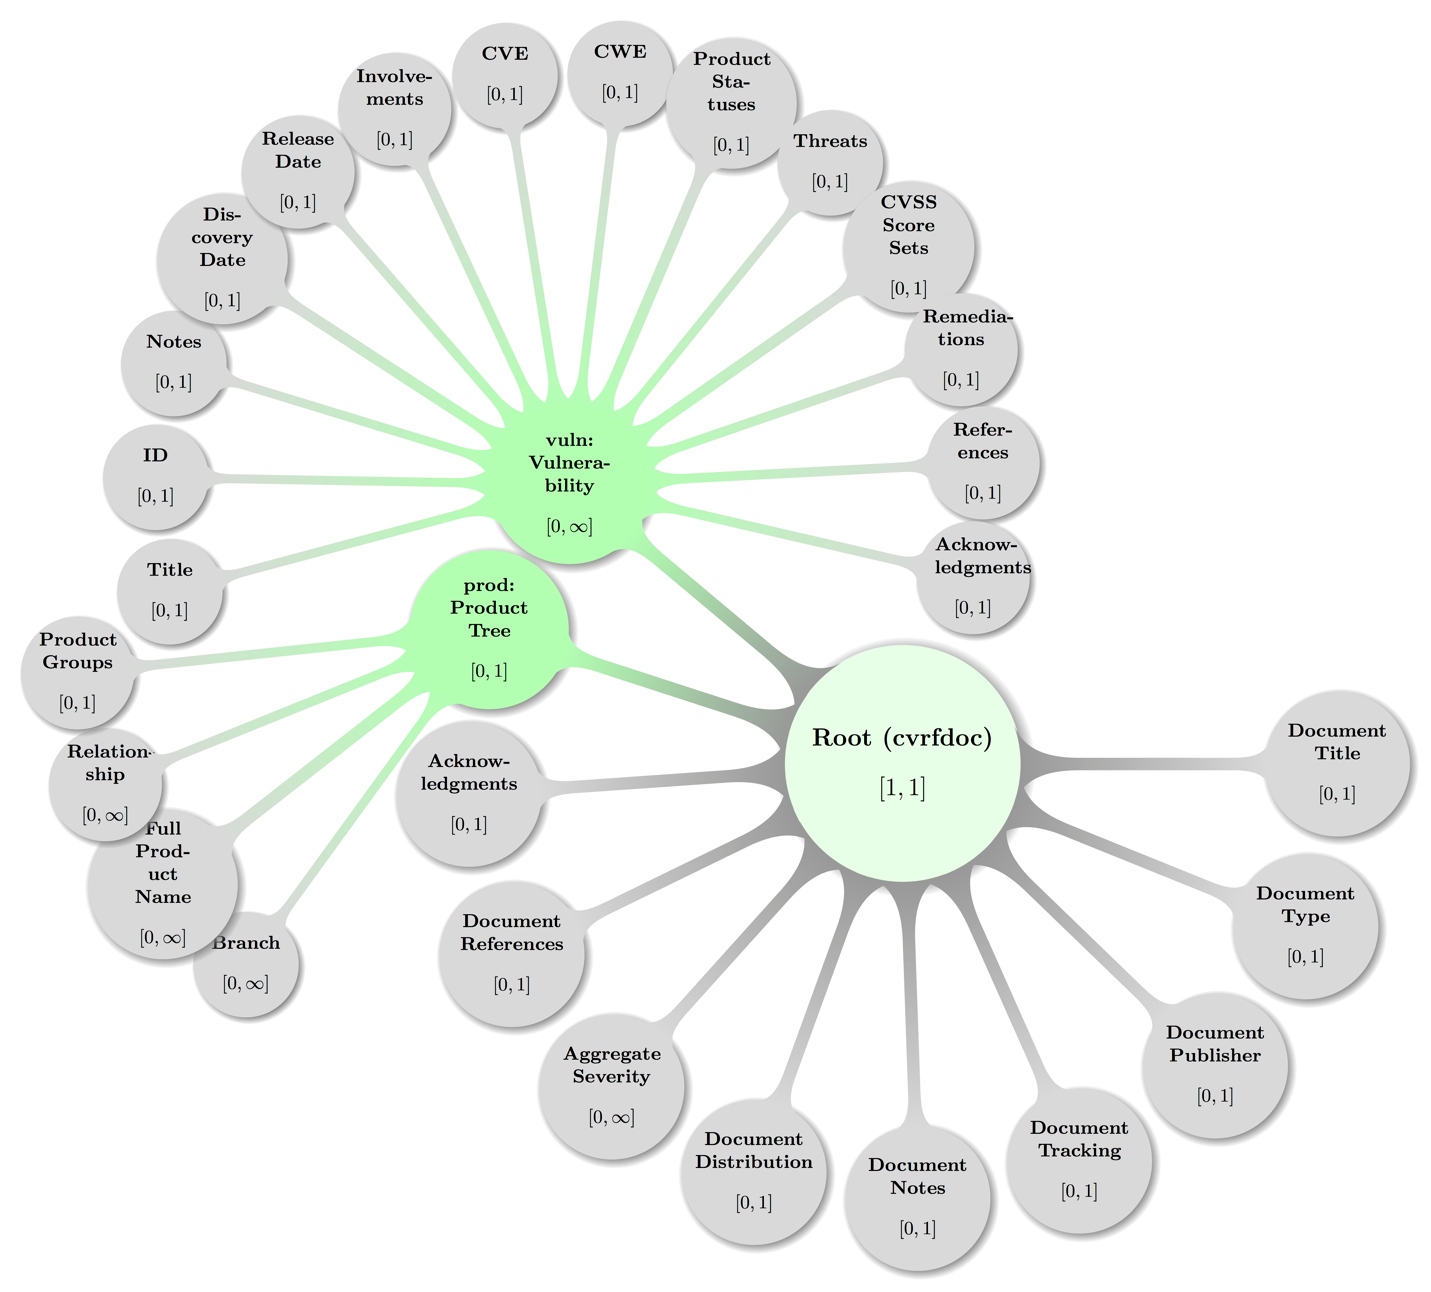 CVE
[0, 1]
CWE
[0, 1]
Product
Sta-
tuses
[0, 1]
Involve-
ments
[0, 1]
Threats
[0, 1]
Release
Date
[0, 1]
CVSS
Score
Sets
[0, 1]
Dis-
covery
Date
[0, 1]
Remedia-
tions
[0, 1]
Notes
[0, 1]
Refer-
ences
[0, 1]
vuln:
Vulnera-
bility
[0, ∞]
ID
[0, 1]
Acknow-
ledgments
[0, 1]
Title
[0, 1]
prod:
Product
Tree
[0, 1]
Product
Groups
[0, 1]
Root (cvrfdoc)
[1, 1]
Document
Title
[0, 1]
Relation-
ship
[0, ∞]
Acknow-
ledgments
[0, 1]
Full
Prod-
uct
Name
[0, ∞]
Document
Type
[0, 1]
Document
References
[0, 1]
Branch
[0, ∞]
Document
Publisher
[0, 1]
Aggregate
Severity
[0, ∞]
Document
Tracking
[0, 1]
Document
Distribution
[0, 1]
Document
Notes
[0, 1]